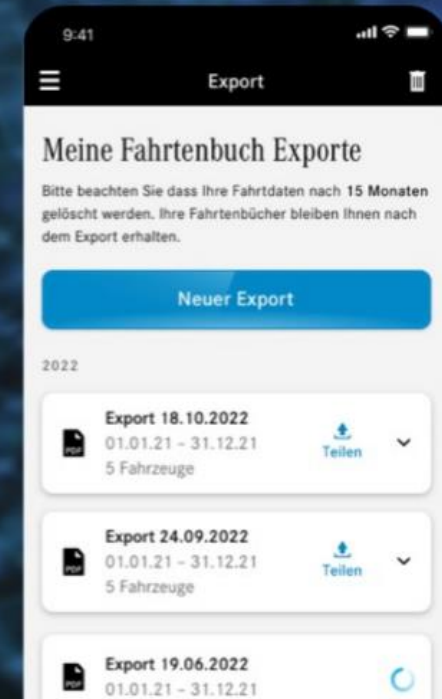 9:41
Export
Meine Fahrtenbuch Exporte
Bitte beachten Sie dass Ihre Fahrtdaten nach 15 Monaten
gelöscht werden. Ihre Fahrtenbücher bleiben Ihnen nach
dem Export erhalten.
Neuer Export
2022
Export 18.10.2022
01.01.21 – 31.12.21
5 Fahrzeuge
PDF
Teilen
Export 24.09.2022
01.01.21 – 31.12.21
5 Fahrzeuge
PDF
Teilen
Export 19.06.2022
01.01.21 – 31.12.21
PDF